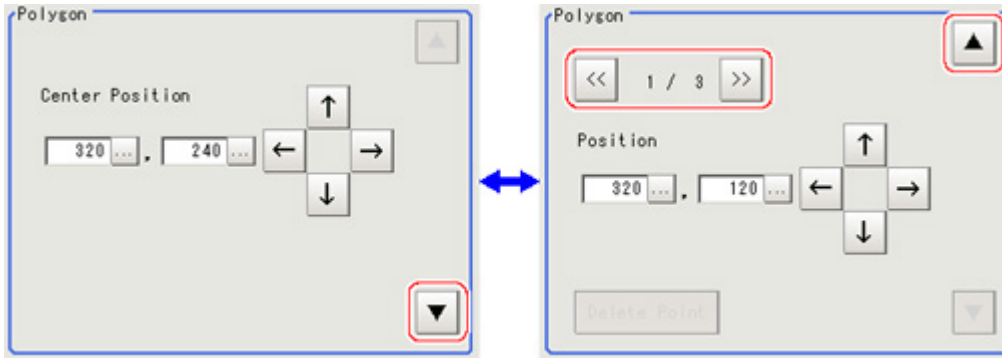 Polygon
Center Position
320 ... , 240 ...
Polygon
<< 1 / 3 >>
Position
320 ... , 120 ...
Delete Point